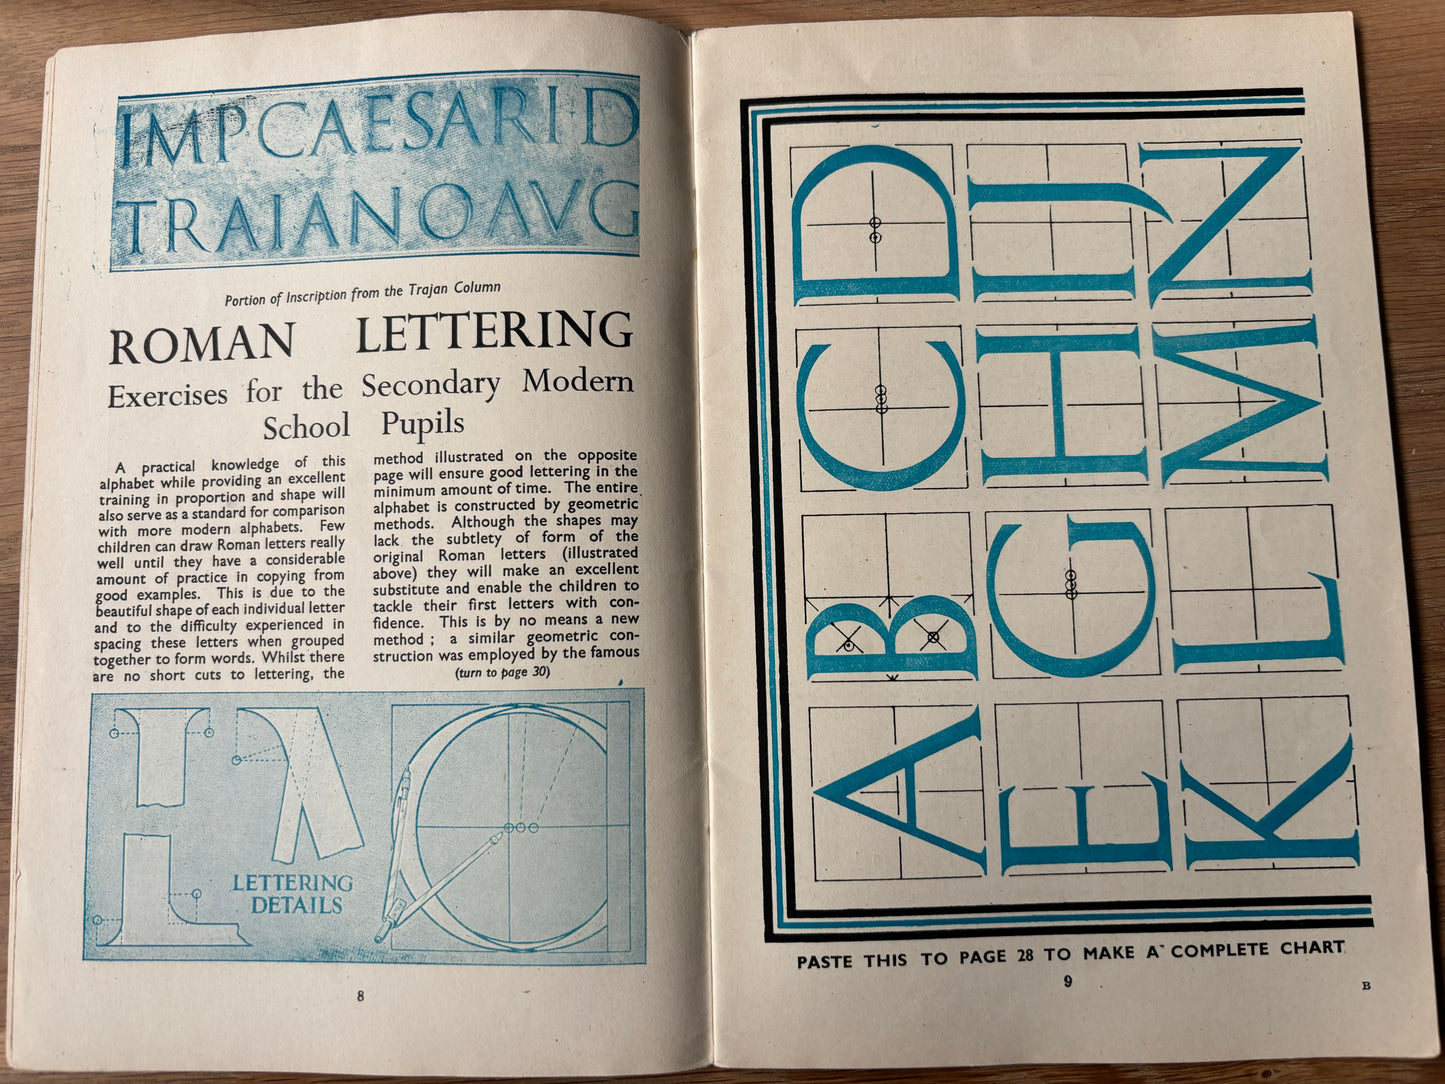 IMPCAESARID
TRAIANOAVG
Portion of Inscription from the Trajan Column
ROMAN LETTERING
Exercises for the Secondary Modern
School Pupils
A practical knowledge of this
alphabet while providing an excellent
training in proportion and shape will
also serve as a standard for comparison
with more modern alphabets. Few
children can draw Roman letters really
well until they have a considerable
amount of practice in copying from
good examples. This is due to the
beautiful shape of each individual letter
and to the difficulty experienced in
spacing these letters when grouped
together to form words. Whilst there
are no short cuts to lettering, the
method illustrated on the opposite
page will ensure good lettering in the
minimum amount of time. The entire
alphabet is constructed by geometric
methods. Although the shapes may
lack the subtlety of form of the
original Roman letters (illustrated
above) they will make an excellent
substitute and enable the children to
tackle their first letters with con-
fidence. This is by no means a new
method ; a similar geometric con-
struction was employed by the famous
(turn to page 30)
LETTERING
DETAILS
8
A B C D
E G H I J
K L M N
PASTE THIS TO PAGE 28 TO MAKE A COMPLETE CHART
9
B